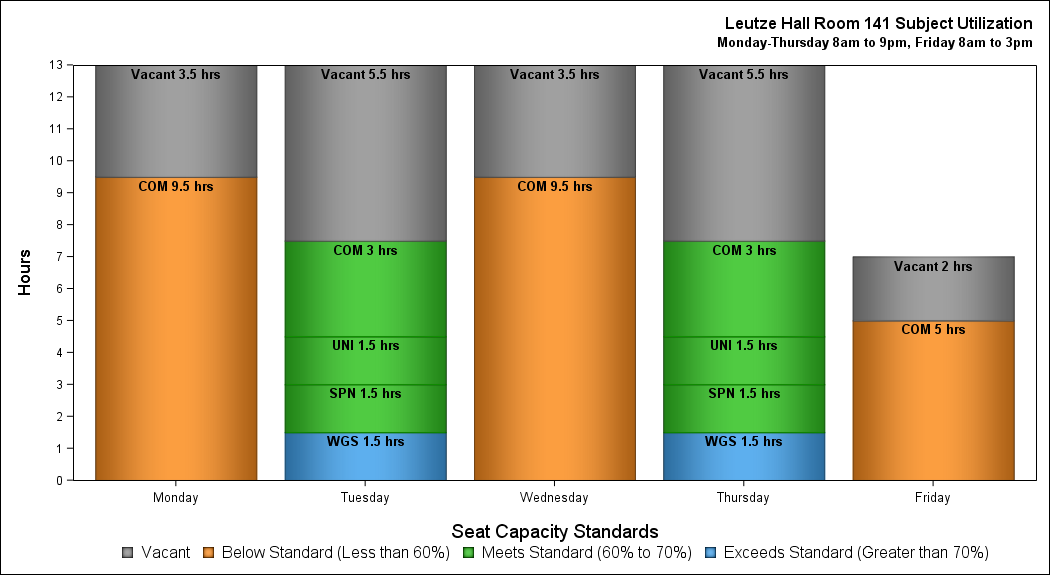 Leutze Hall Room 141 Subject Utilization
Monday-Thursday 8am to 9pm, Friday 8am to 3pm
Hours
13
12
11
10
9
8
7
6
5
4
3
2
1
0
Vacant 3.5 hrs
COM 9.5 hrs
Vacant 5.5 hrs
COM 3 hrs
UNI 1.5 hrs
SPN 1.5 hrs
WGS 1.5 hrs
Vacant 3.5 hrs
COM 9.5 hrs
Vacant 5.5 hrs
COM 3 hrs
UNI 1.5 hrs
SPN 1.5 hrs
WGS 1.5 hrs
Vacant 2 hrs
COM 5 hrs
Monday Tuesday Wednesday Thursday Friday
Seat Capacity Standards
Vacant Below Standard (Less than 60%) Meets Standard (60% to 70%) Exceeds Standard (Greater than 70%)